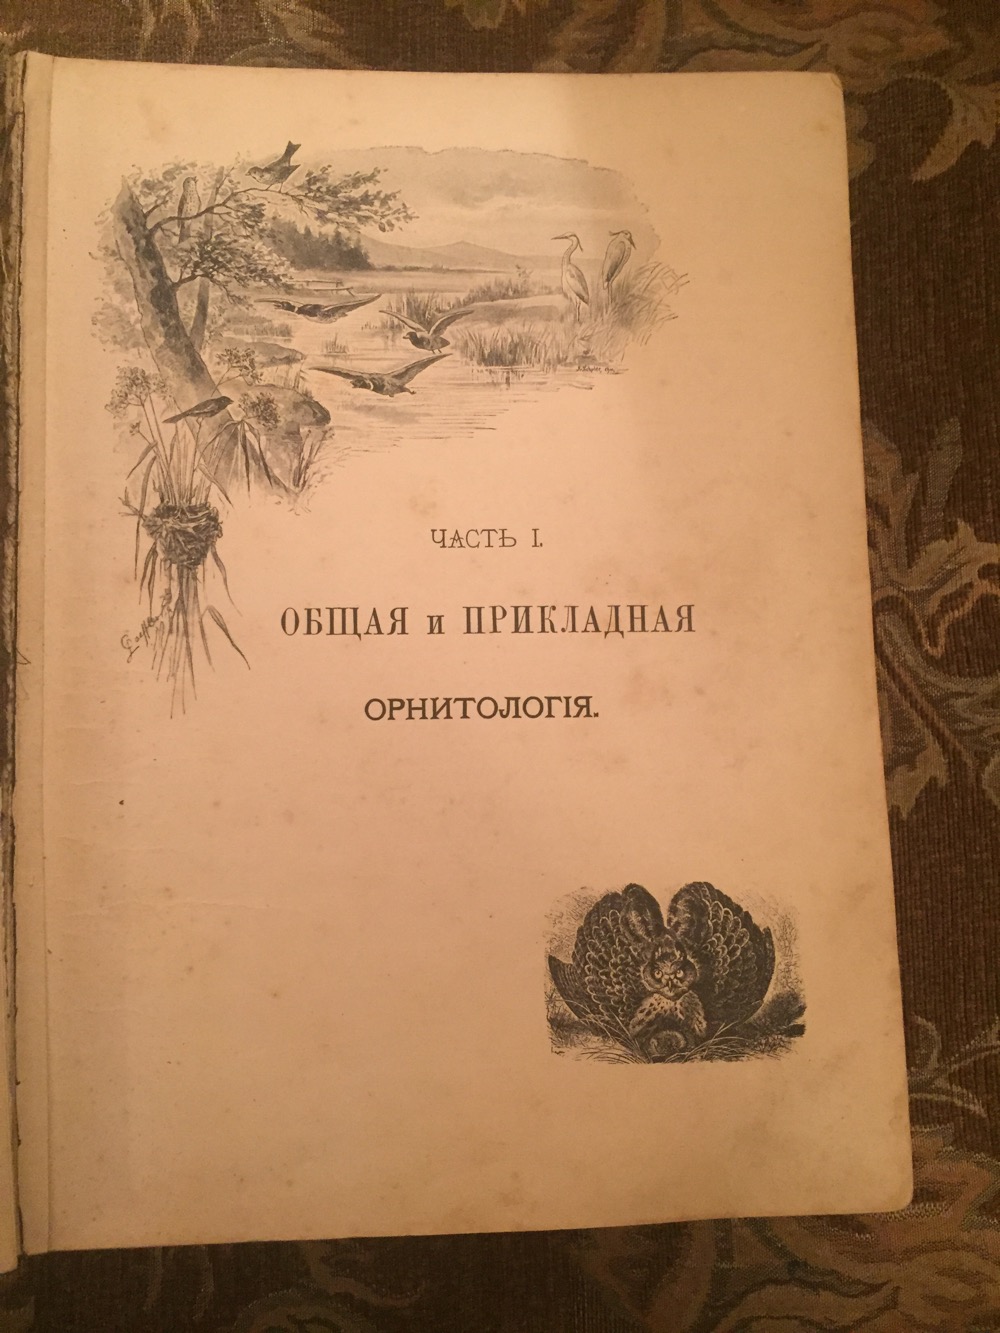 ЧАСТЬ I.
ОБЩАЯ и ПРИКЛАДНАЯ
ОРНИТОЛОГІЯ.